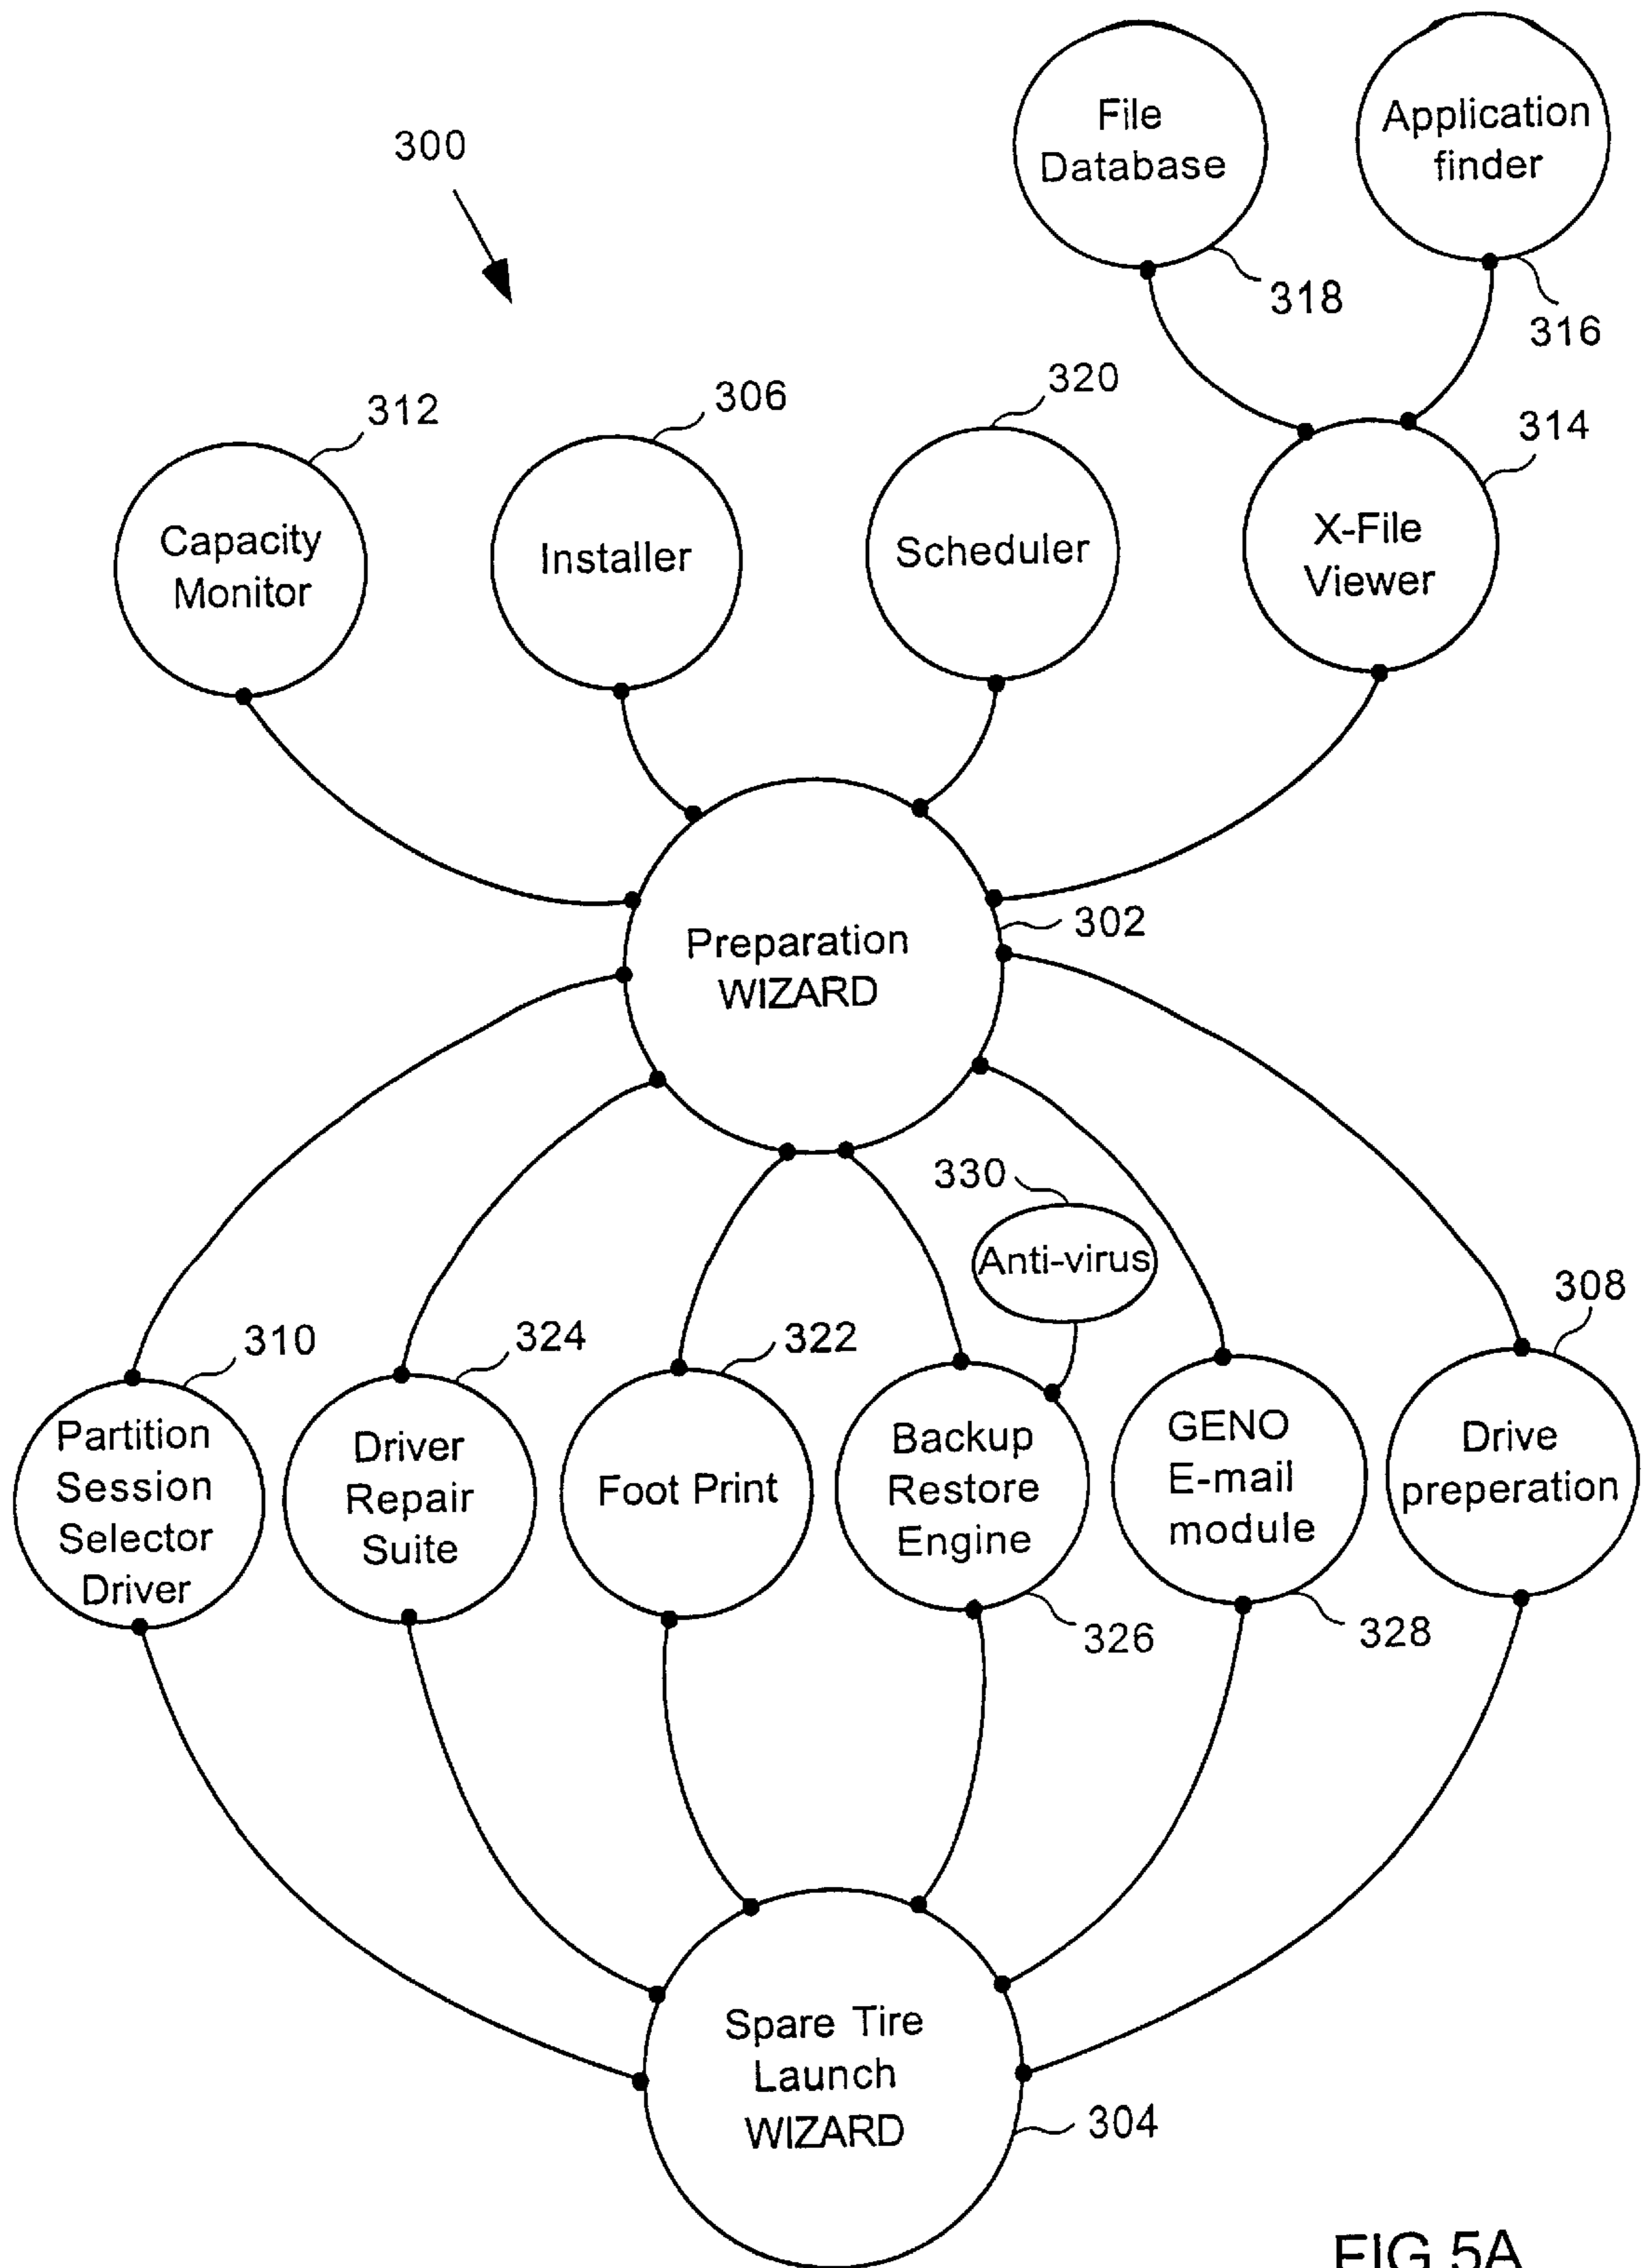 300
File
Database
318
Application
finder
316
312
Capacity
Monitor
306
Installer
320
Scheduler
314
X-File
Viewer
302
Preparation
WIZARD
330
Anti-virus
310
Partition
Session
Selector
Driver
324
Driver
Repair
Suite
322
Foot Print
Backup
Restore
Engine
326
GENO
E-mail
module
328
308
Drive
preperation
Spare Tire
Launch
WIZARD
304
FIG.5A